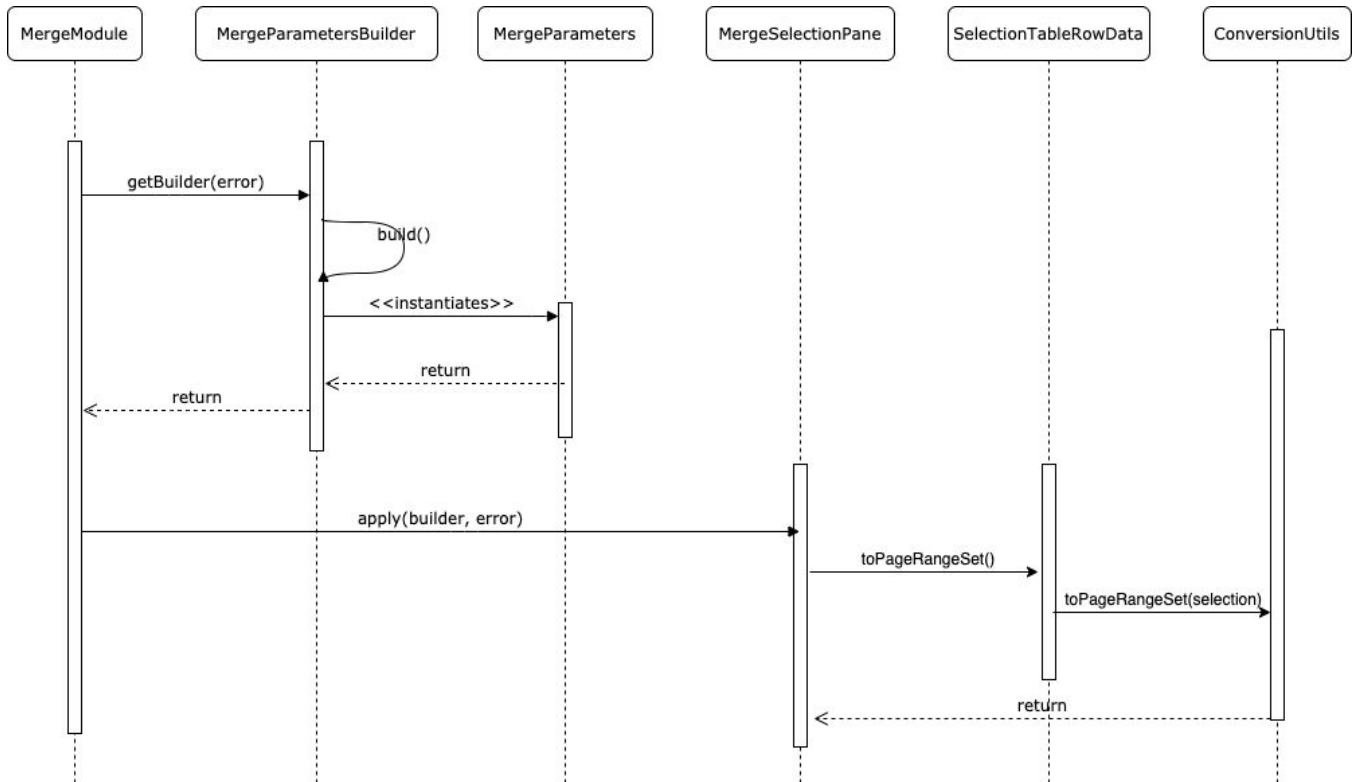 MergeModule
MergeParametersBuilder
MergeParameters
MergeSelectionPane
SelectionTableRowData
ConversionUtils
getBuilder(error)
build()
<<instantiates>>
return
return
apply(builder, error)
toPageRangeSet()
toPageRangeSet(selection)
return